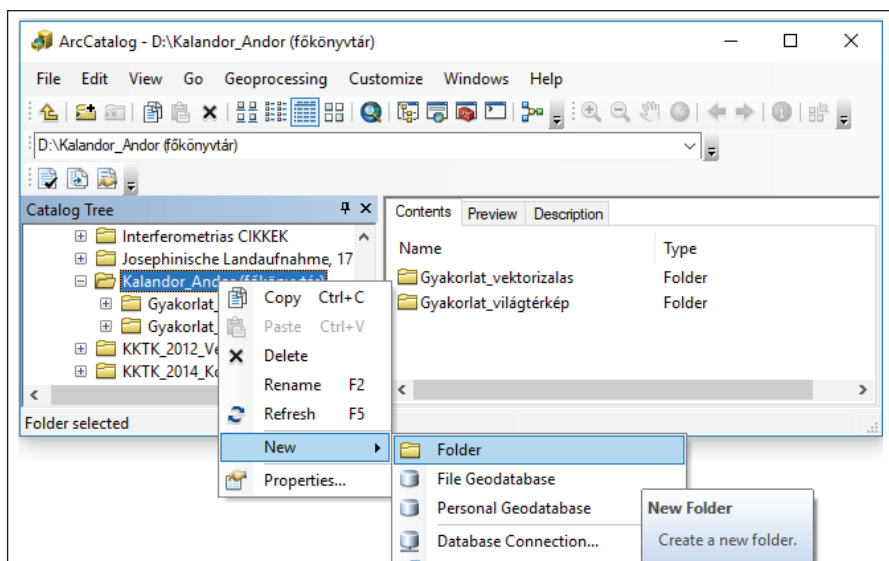 ArcCatalog - D:\Kalandor_Andor (főkönyvtár)
File Edit View Go Geoprocessing Customize Windows Help
D:\Kalandor_Andor (főkönyvtár)
Catalog Tree
Interferometrias CIKKEK
Josephinische Landaufnahme, 17
Kalandor_Andor (főkönyvtár)
Gyakorlat_
Gyakorlat_
KKTK_2012_Ve
KKTK_2014_Ko
Folder selected
Contents Preview Description
Name Type
Gyakorlat_vektorizalas Folder
Gyakorlat_világtérkép Folder
Copy Ctrl+C
Paste Ctrl+V
Delete
Rename F2
Refresh F5
New
Properties...
Folder
File Geodatabase
Personal Geodatabase
Database Connection...
New Folder
Create a new folder.